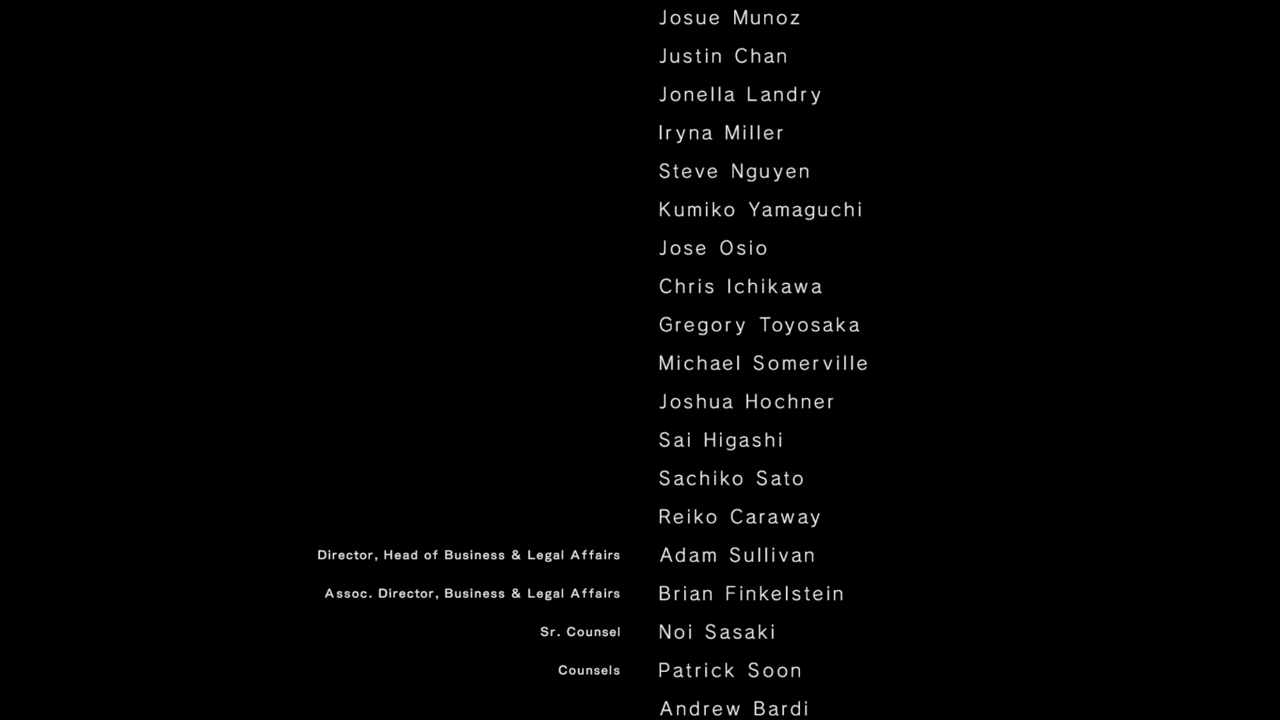 Josue Munoz
Justin Chan
Jonella Landry
Iryna Miller
Steve Nguyen
Kumiko Yamaguchi
Jose Osio
Chris Ichikawa
Gregory Toyosaka
Michael Somerville
Joshua Hochner
Sai Higashi
Sachiko Sato
Reiko Caraway
Director, Head of Business & Legal Affairs Adam Sullivan
Assoc. Director, Business & Legal Affairs Brian Finkelstein
Sr. Counsel Noi Sasaki
Counsels Patrick Soon
Andrew Bardi